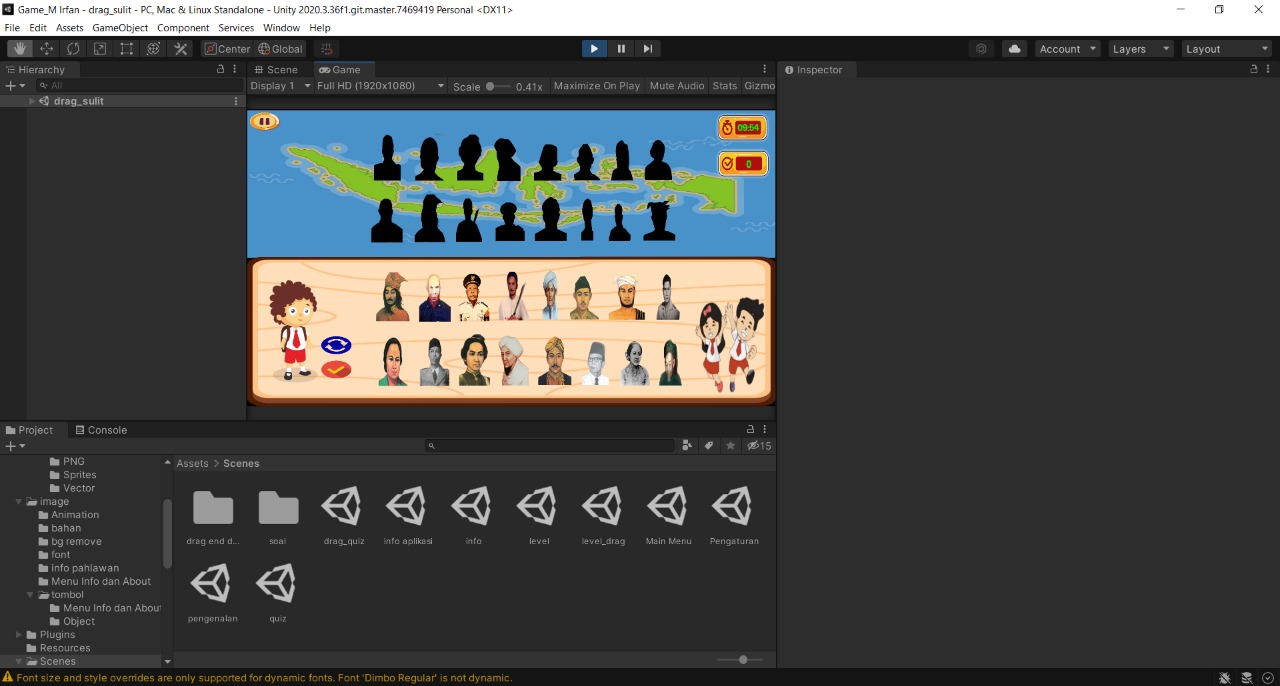 Game_M Irfan - drag_sulit - PC, Mac & Linux Standalone - Unity 2020.3.36f1.git.master.7469419 Personal <DX11>
File Edit Assets GameObject Component Services Window Help
Center Global Account Layers Layout
Hierarchy
All
drag_sulit
Scene Game
Display 1 Full HD (1920x1080) Scale 0.41x Maximize On Play Mute Audio Stats Gizmo
09:54
0
Inspector
Project Console
15
PNG
Sprites
Vector
image
Animation
bahan
bg remove
font
info pahlawan
Menu Info dan About
tombol
Menu Info dan About
Object
Plugins
Resources
Scenes
Assets > Scenes
drag end d... soal drag_quiz info aplikasi info level level_drag Main Menu Pengaturan
pengenalan quiz
Font size and style overrides are only supported for dynamic fonts. Font 'Dimbo Regular' is not dynamic.